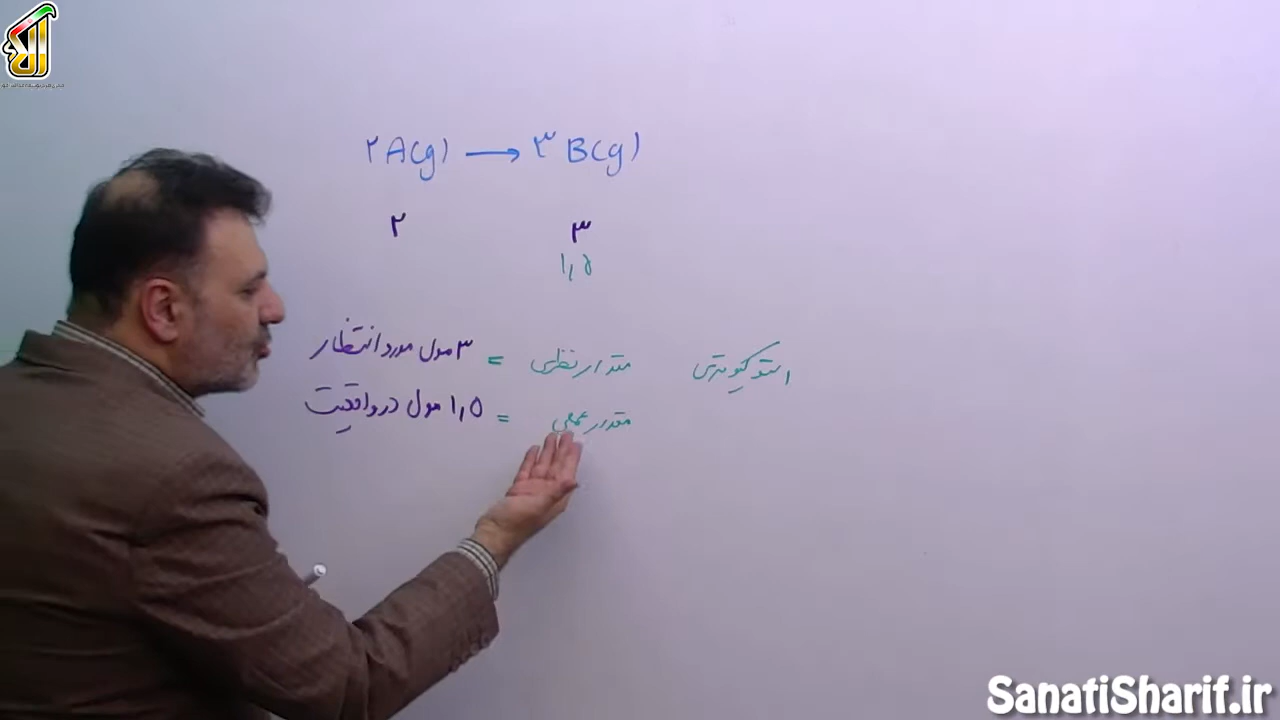 ۲ A(g) → ۳ B(g)
۲ ۳
۱٫۵
استوکیومتری مقدار نظری = ۳ مول مورد انتظار
مقدار عملی = ۱٫۵ مول در واقعیت
SanatiSharif.ir